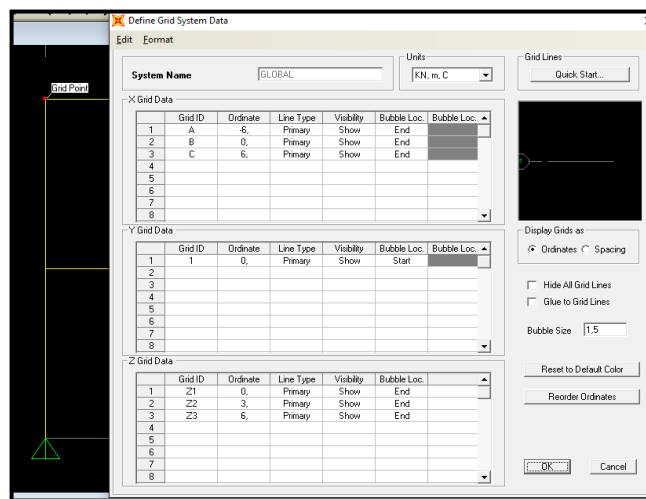 Define Grid System Data
Edit Format
System Name
GLOBAL
Units
KN, m, C
Grid Lines
Quick Start...
Grid Point
X Grid Data
Grid ID Ordinate Line Type Visibility Bubble Loc. Bubble Loc.
1 A -6, Primary Show End
2 B 0, Primary Show End
3 C 6, Primary Show End
4
5
6
7
8
1
Y Grid Data
Grid ID Ordinate Line Type Visibility Bubble Loc. Bubble Loc.
1 1 0, Primary Show Start
2
3
4
5
6
7
8
Display Grids as
Ordinates Spacing
Hide All Grid Lines
Glue to Grid Lines
Bubble Size 1,5
Z Grid Data
Grid ID Ordinate Line Type Visibility Bubble Loc.
1 Z1 0, Primary Show End
2 Z2 3, Primary Show End
3 Z3 6, Primary Show End
4
5
6
7
8
Reset to Default Color
Reorder Ordinates
OK Cancel